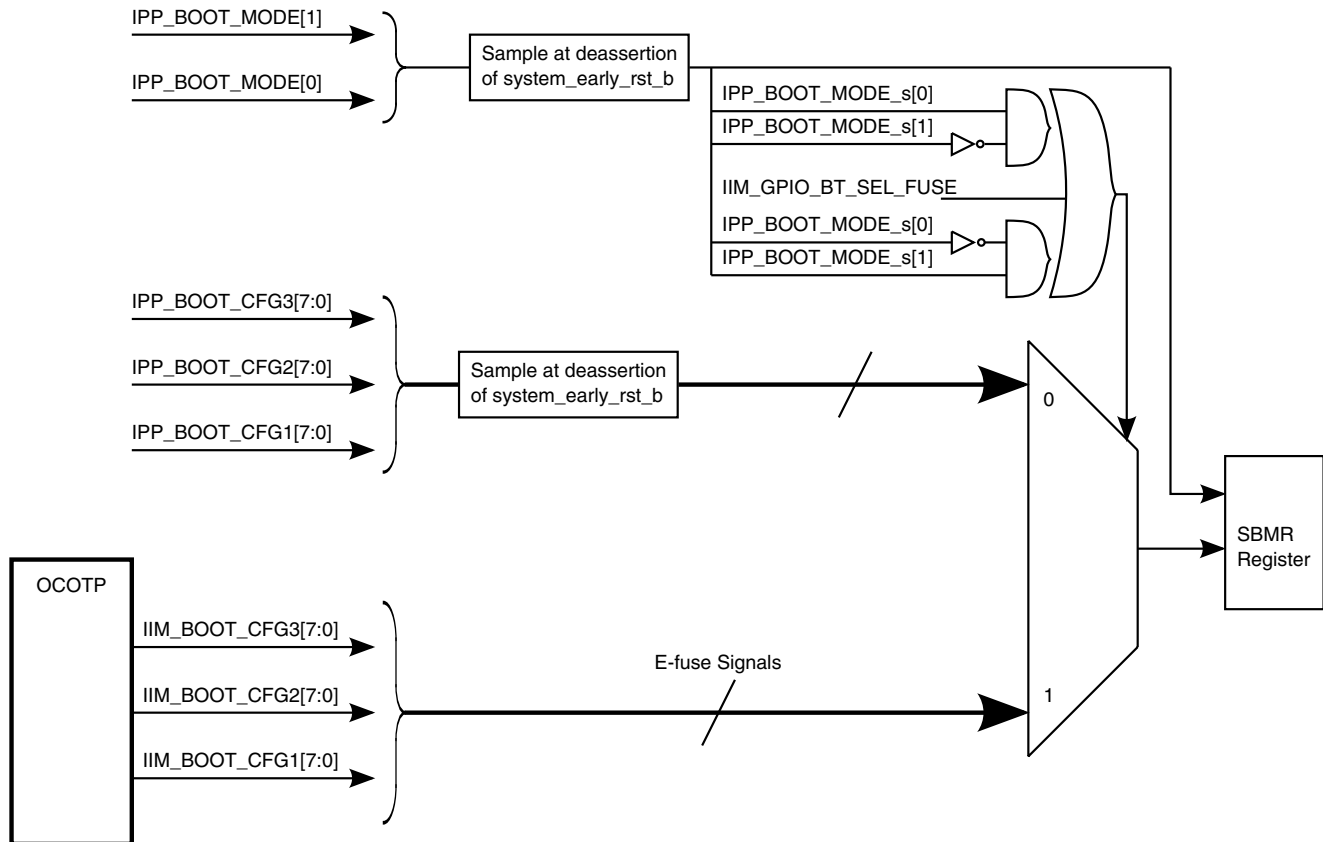 IPP_BOOT_MODE[1]
IPP_BOOT_MODE[0]
Sample at deassertion
of system_early_rst_b
IPP_BOOT_MODE_s[0]
IPP_BOOT_MODE_s[1]
IIM_GPIO_BT_SEL_FUSE
IPP_BOOT_MODE_s[0]
IPP_BOOT_MODE_s[1]
IPP_BOOT_CFG3[7:0]
IPP_BOOT_CFG2[7:0]
IPP_BOOT_CFG1[7:0]
Sample at deassertion
of system_early_rst_b
0
1
SBMR
Register
OCOTP
IIM_BOOT_CFG3[7:0]
IIM_BOOT_CFG2[7:0]
IIM_BOOT_CFG1[7:0]
E-fuse Signals